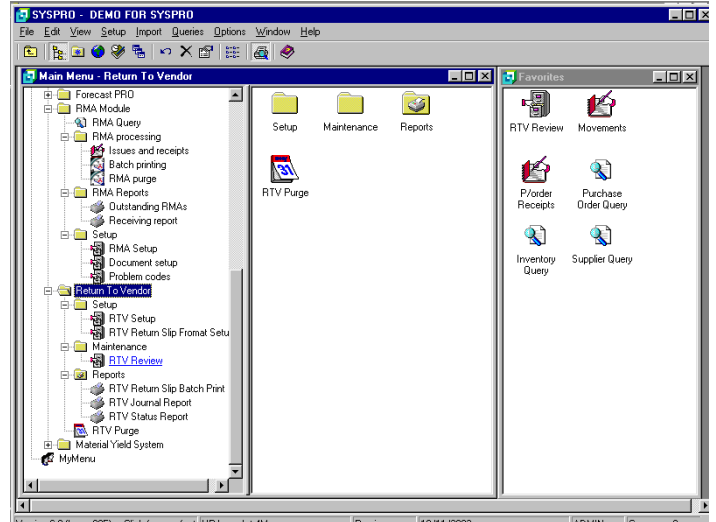 SYSPRO - DEMO FOR SYSPRO
File Edit View Setup Import Queries Options Window Help
Main Menu - Return To Vendor
Forecast PRO
RMA Module
RMA Query
RMA processing
Issues and receipts
Batch printing
RMA purge
RMA Reports
Outstanding RMAs
Receiving report
Setup
RMA Setup
Document setup
Problem codes
Return To Vendor
Setup
RTV Setup
RTV Return Slip Fromat Setu
Maintenance
RTV Review
Reports
RTV Return Slip Batch Print
RTV Journal Report
RTV Status Report
RTV Purge
Material Yield System
MyMenu
Setup Maintenance Reports
31
RTV Purge
Favorites
RTV Review Movements
P/order Receipts
Purchase Order Query
Inventory Query
Supplier Query